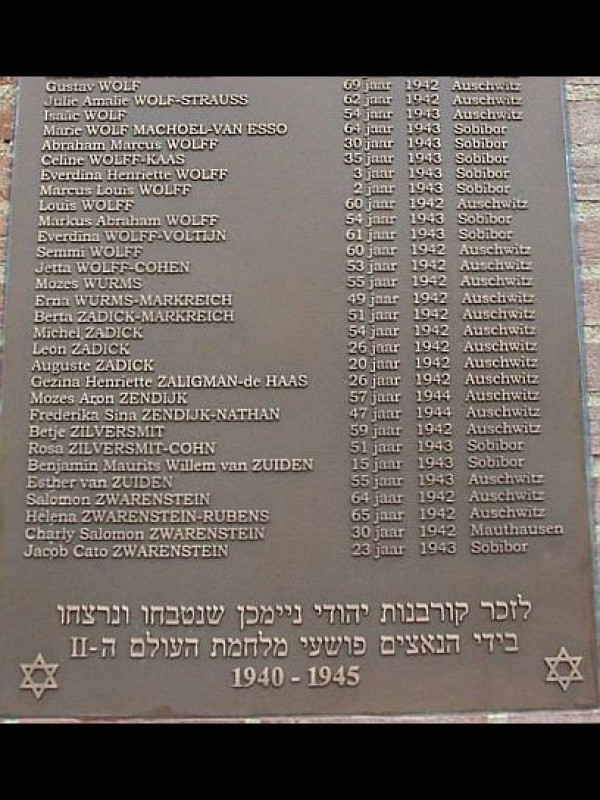 Gustav WOLF 69 jaar 1942 Auschwitz
Julie Amalie WOLF-STRAUSS 62 jaar 1942 Auschwitz
Isaäc WOLF 54 jaar 1943 Auschwitz
Marie WOLF MACHOEL-VAN ESSO 64 jaar 1943 Sobibor
Abraham Marcus WOLFF 30 jaar 1943 Sobibor
Celine WOLFF-KAAS 35 jaar 1943 Sobibor
Everdina Henriette WOLFF 3 jaar 1943 Sobibor
Marcus Louis WOLFF 2 jaar 1943 Sobibor
Louis WOLFF 60 jaar 1942 Auschwitz
Markus Abraham WOLFF 54 jaar 1943 Sobibor
Everdina WOLFF-VOLTIJN 61 jaar 1943 Sobibor
Semmi WOLFF 60 jaar 1942 Auschwitz
Jetta WOLFF-COHEN 53 jaar 1942 Auschwitz
Mozes WURMS 55 jaar 1942 Auschwitz
Erna WURMS-MARKREICH 49 jaar 1942 Auschwitz
Berta ZADICK-MARKREICH 51 jaar 1942 Auschwitz
Michel ZADICK 54 jaar 1942 Auschwitz
Leon ZADICK 26 jaar 1942 Auschwitz
Auguste ZADICK 20 jaar 1942 Auschwitz
Gezina Henriette ZALIGMAN-de HAAS 26 jaar 1942 Auschwitz
Mozes Aron ZENDIJK 57 jaar 1944 Auschwitz
Frederika Sina ZENDIJK-NATHAN 47 jaar 1944 Auschwitz
Betje ZILVERSMIT 59 jaar 1942 Auschwitz
Rosa ZILVERSMIT-COHN 51 jaar 1943 Sobibor
Benjamin Maurits Willem van ZUIDEN 15 jaar 1943 Sobibor
Esther van ZUIDEN 55 jaar 1943 Auschwitz
Salomon ZWARENSTEIN 64 jaar 1942 Auschwitz
Helena ZWARENSTEIN-RUBENS 65 jaar 1942 Auschwitz
Charly Salomon ZWARENSTEIN 30 jaar 1942 Mauthausen
Jacob Cato ZWARENSTEIN 23 jaar 1943 Sobibor
לזכר קורבנות יהודי ניימכן שנטבחו ונרצחו
בידי הנאצים פושעי מלחמת העולם ה-II
1940 - 1945